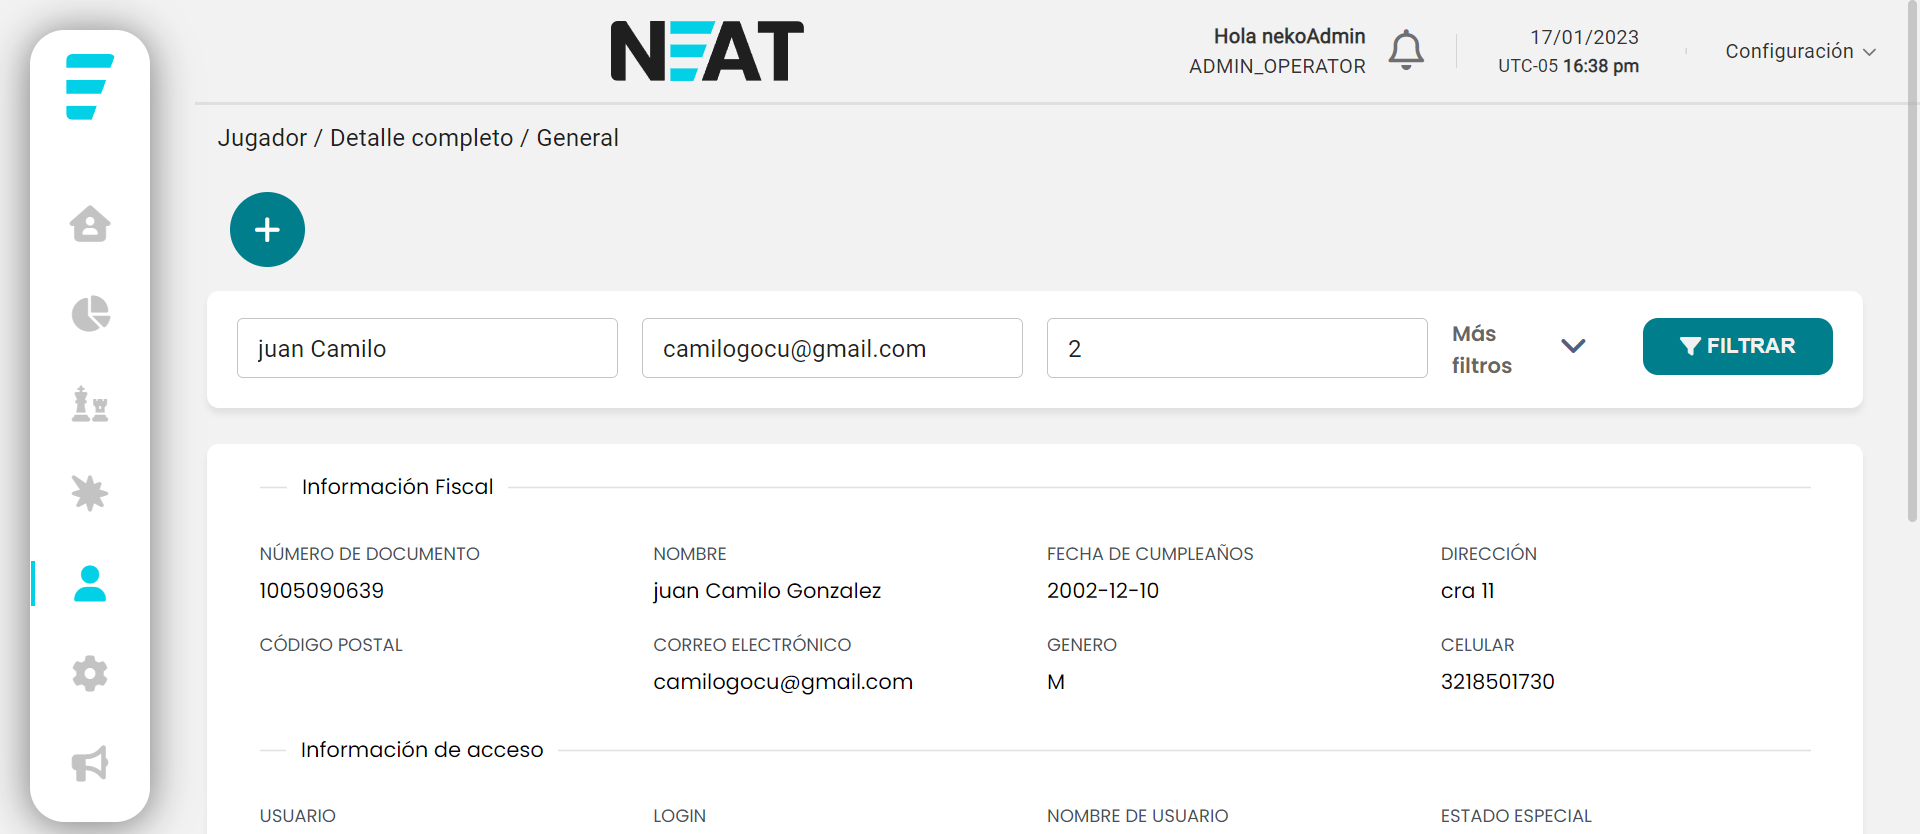 NEAT
Hola nekoAdmin
ADMIN_OPERATOR
17/01/2023
UTC-05 16:38 pm
Configuración
Jugador / Detalle completo / General
juan Camilo
camilogocu@gmail.com
2
Más
filtros
FILTRAR
Información Fiscal
NÚMERO DE DOCUMENTO
NOMBRE
FECHA DE CUMPLEAÑOS
DIRECCIÓN
1005090639
juan Camilo Gonzalez
2002-12-10
cra 11
CÓDIGO POSTAL
CORREO ELECTRÓNICO
GENERO
CELULAR
camilogocu@gmail.com
M
3218501730
Información de acceso
USUARIO
LOGIN
NOMBRE DE USUARIO
ESTADO ESPECIAL